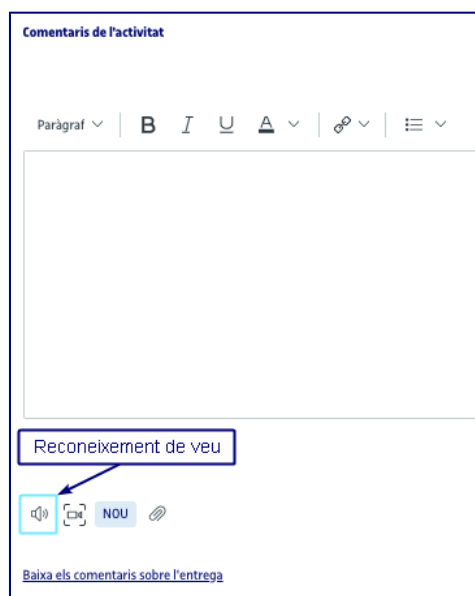 Comentaris de l'activitat
Paràgraf B I U A
Reconeixement de veu
NOU
Baixa els comentaris sobre l'entrega